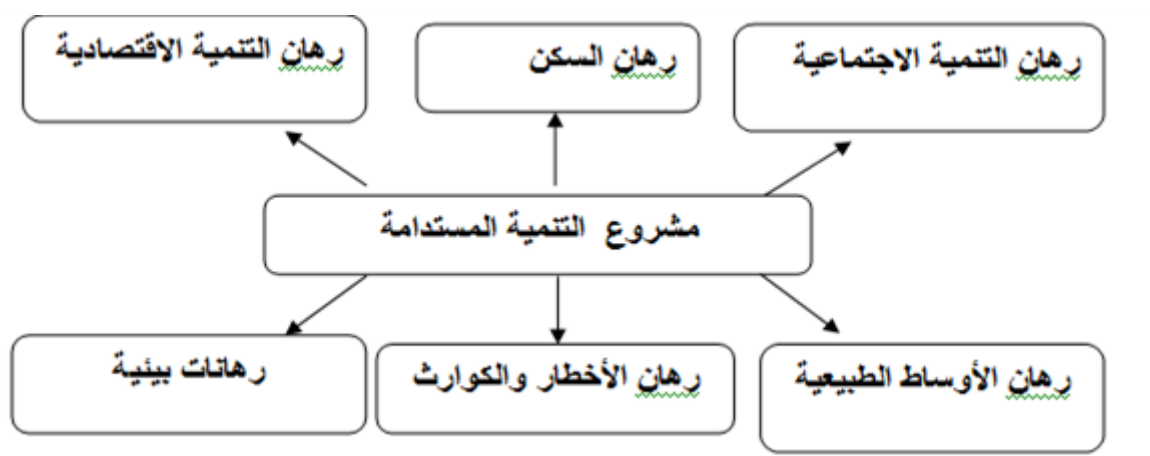 رهان التنمية الاجتماعية
رهان السكن
رهان التنمية الاقتصادية
مشروع التنمية المستدامة
رهان الأوساط الطبيعية
رهان الأخطار والكوارث
رهانات بيئية